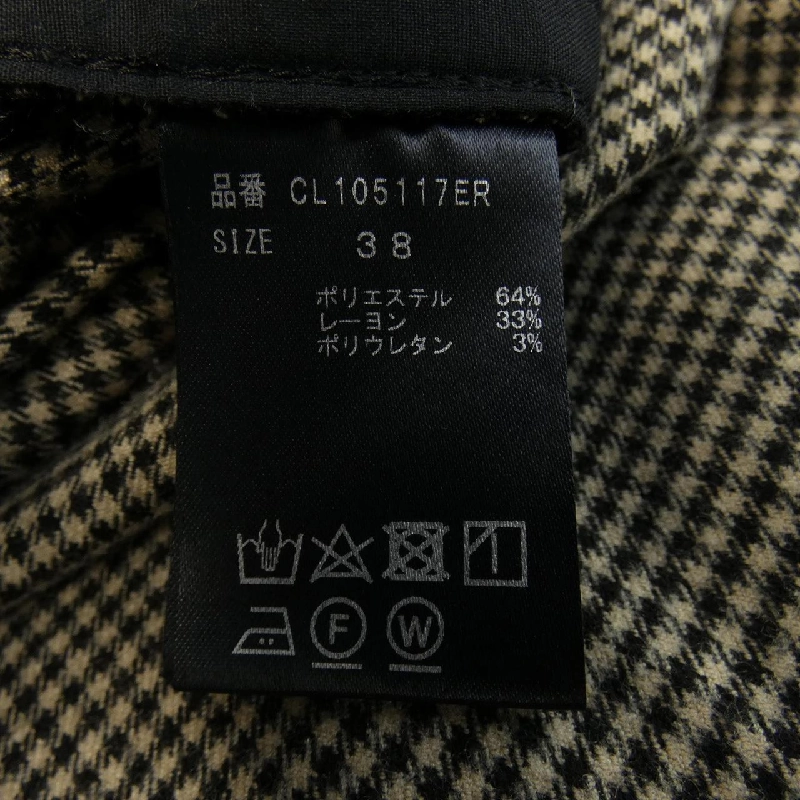 品番 CL105117ER
SIZE 38
ポリエステル 64%
レーヨン 33%
ポリウレタン 3%
F W